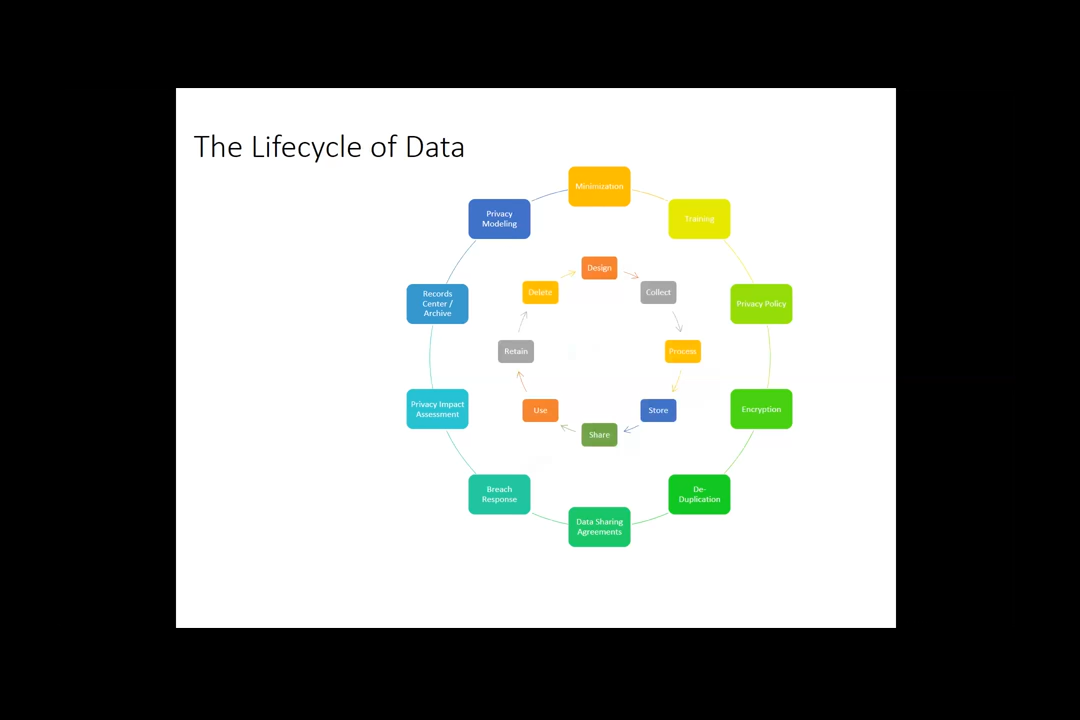 The Lifecycle of Data
Minimization
Training
Privacy Policy
Encryption
De-
Duplication
Data Sharing
Agreements
Breach
Response
Privacy Impact
Assessment
Records
Center /
Archive
Privacy
Modeling
Design
Collect
Process
Store
Share
Use
Retain
Delete